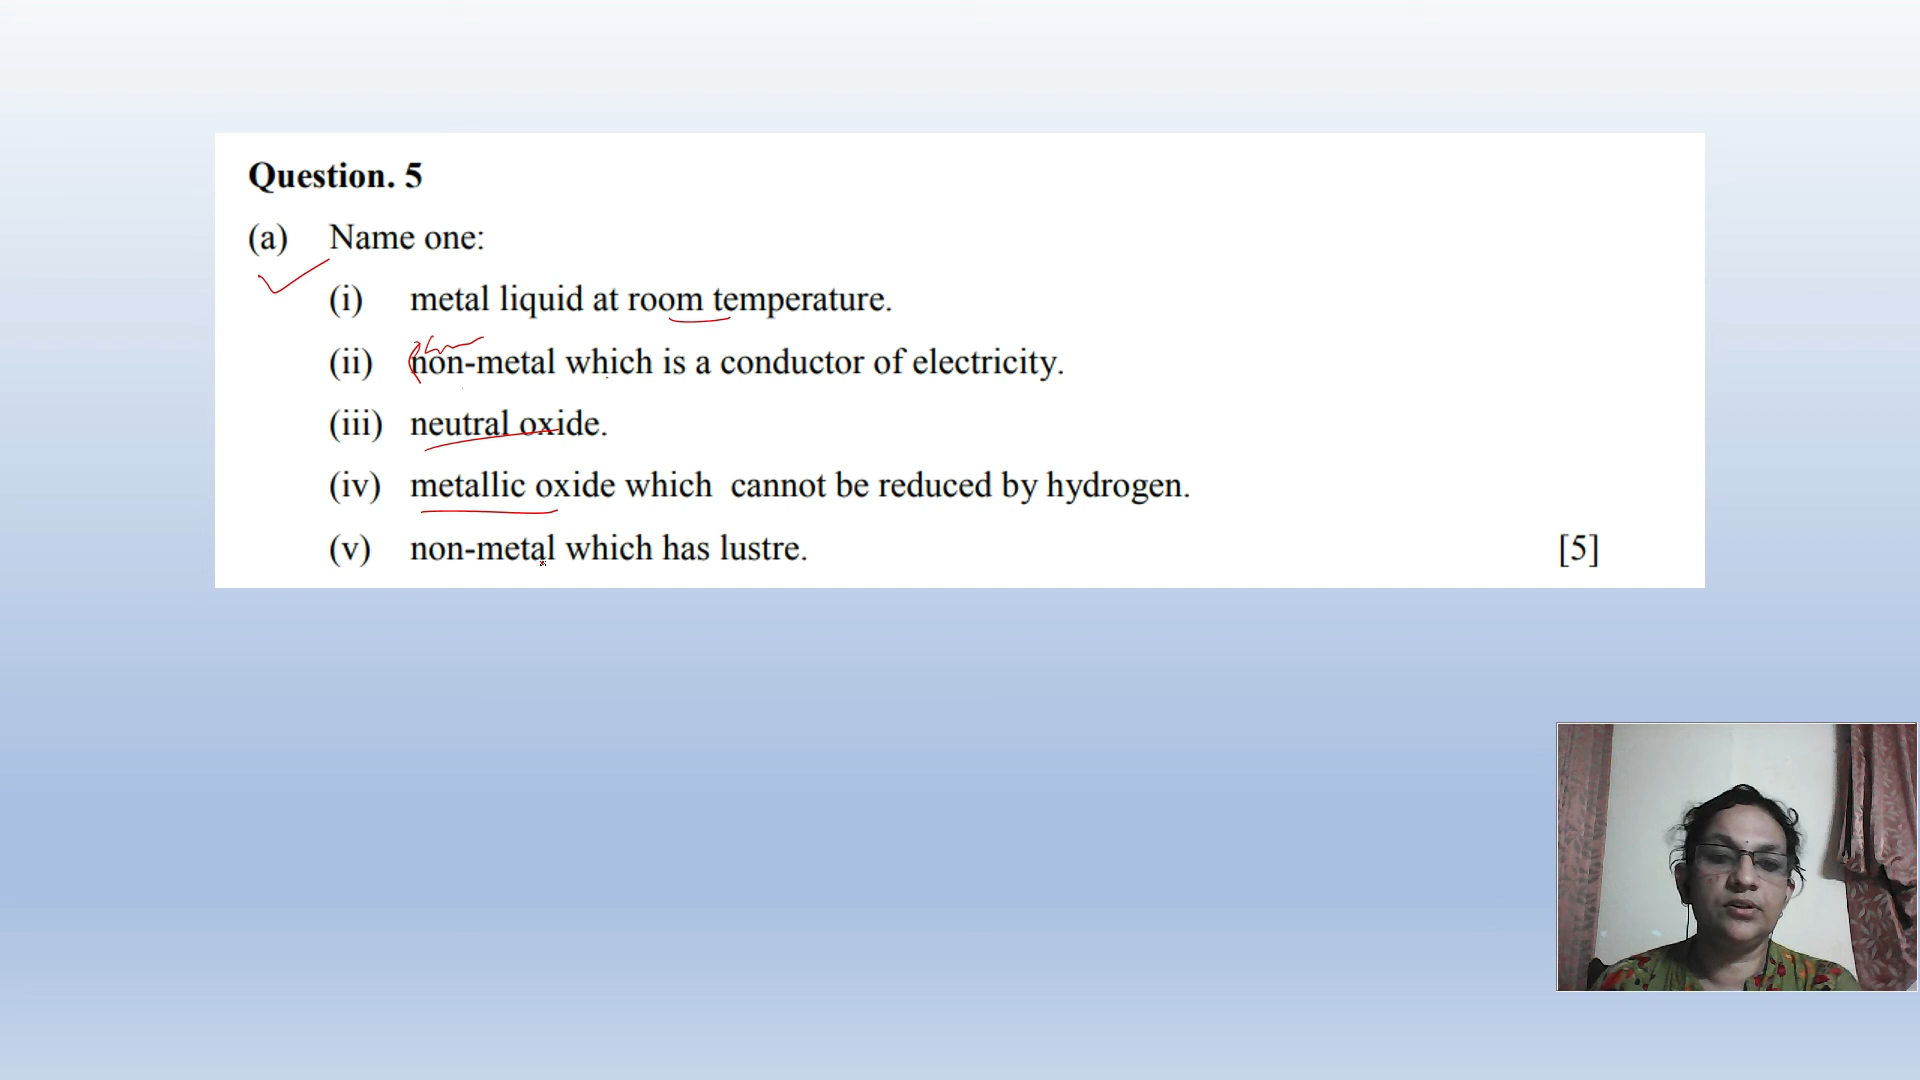 Question. 5
(a) Name one:
(i) metal liquid at room temperature.
(ii) non-metal which is a conductor of electricity.
(iii) neutral oxide.
(iv) metallic oxide which cannot be reduced by hydrogen.
(v) non-metal which has lustre. [5]